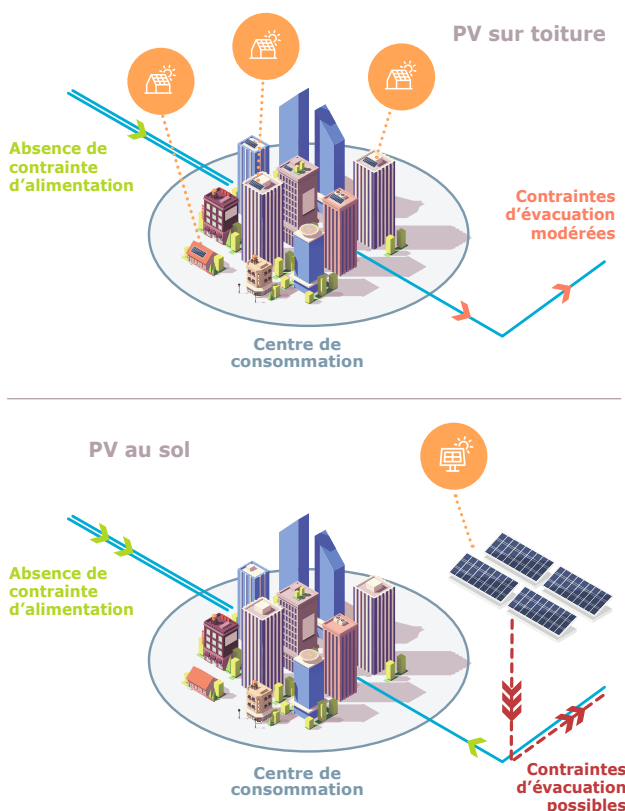 PV sur toiture
Absence de
contrainte
d’alimentation
Contraintes
d’évacuation
modérées
Centre de
consommation
PV au sol
Absence de
contrainte
d’alimentation
Centre de
consommation
Contraintes
d’évacuation
possibles